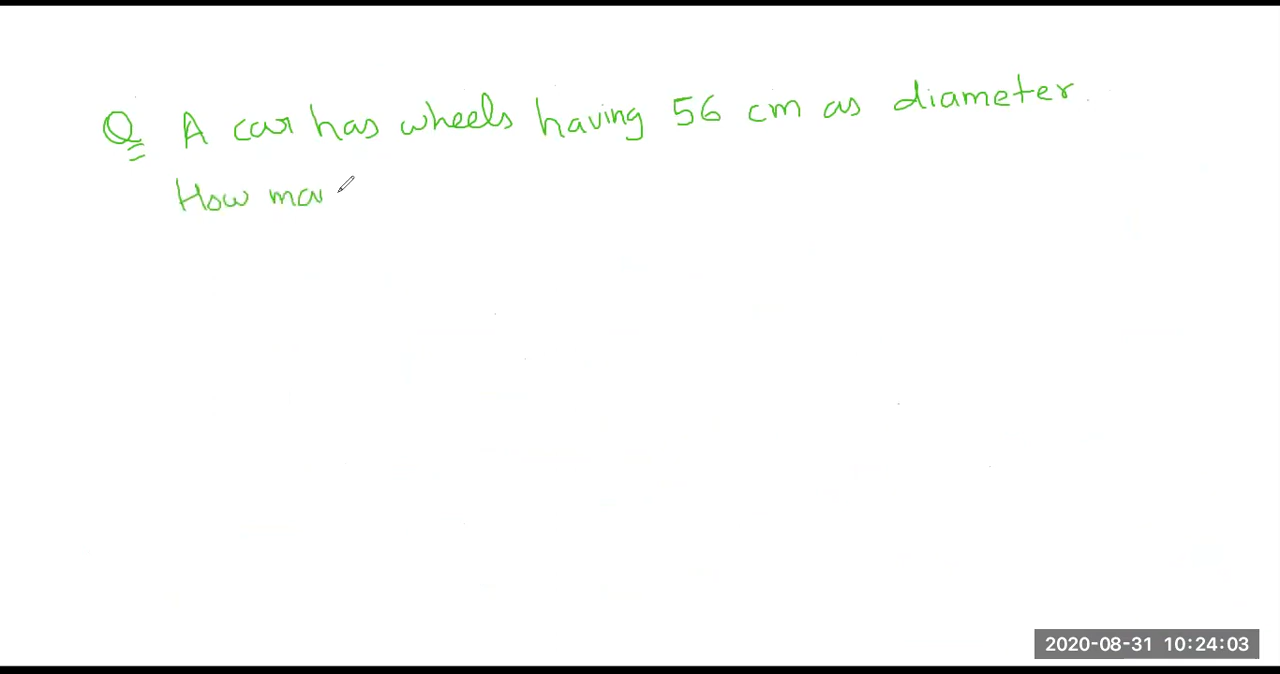 Q A car has wheels having 56 cm as diameter.
How ma
2020-08-31 10:24:03